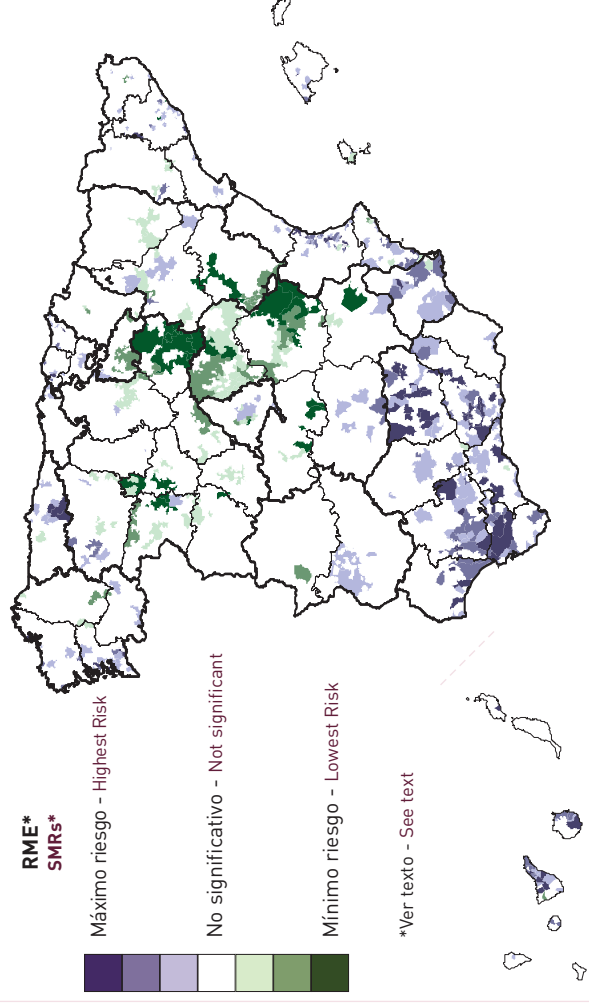 RME*
SMRs*
Máximo riesgo - Highest Risk
No significativo - Not significant
Mínimo riesgo - Lowest Risk
*Ver texto - See text